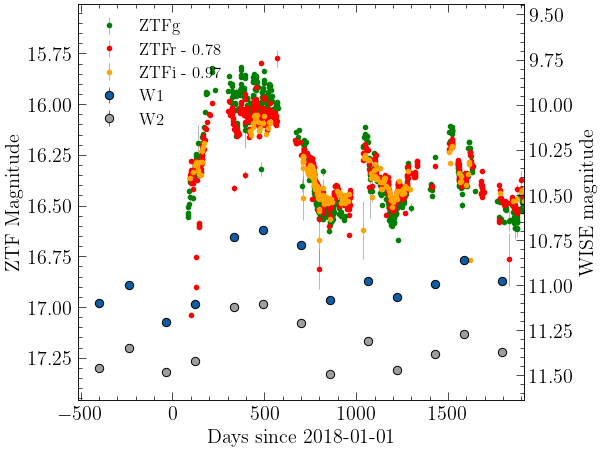 ZTFg
ZTFr - 0.78
ZTFi - 0.97
W1
W2
15.75
16.00
16.25
16.50
16.75
17.00
17.25
ZTF Magnitude
9.50
9.75
10.00
10.25
10.50
10.75
11.00
11.25
11.50
WISE magnitude
−500 0 500 1000 1500
Days since 2018-01-01